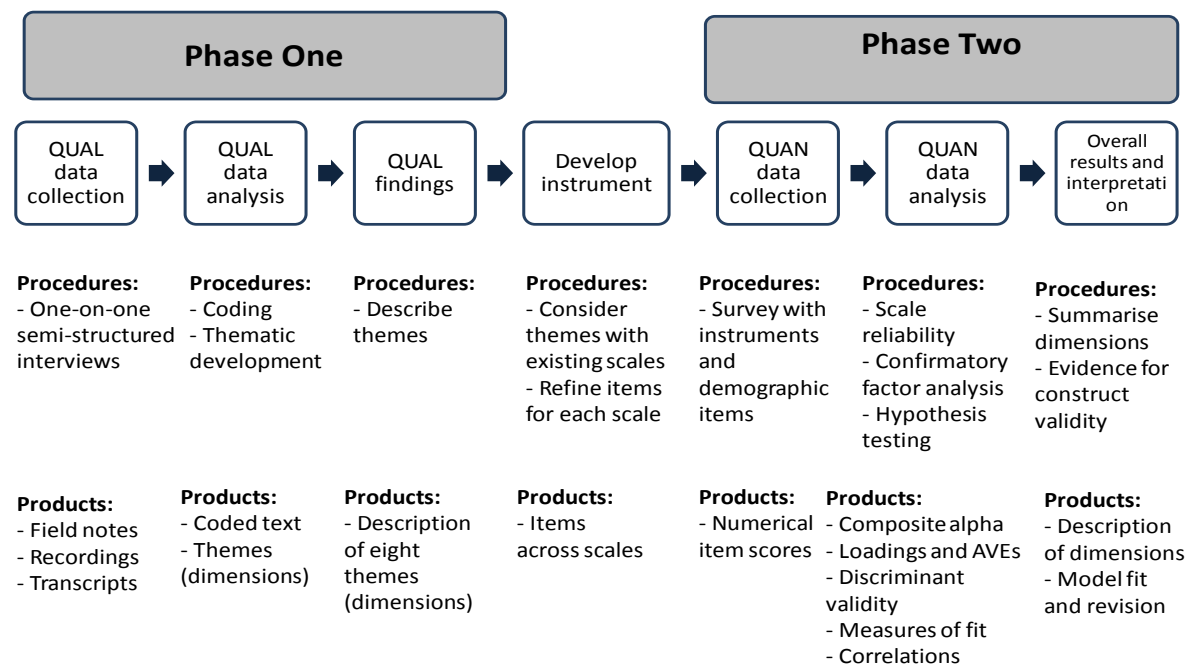 Phase One
Phase Two
QUAL
data
collection
QUAL
data
analysis
QUAL
findings
Develop
instrument
QUAN
data
collection
QUAN
data
analysis
Overall
results and
interpretati
on
Procedures:
- One-on-one
semi-structured
interviews
Procedures:
- Coding
- Thematic
development
Procedures:
- Describe
themes
Procedures:
- Consider
themes with
existing scales
- Refine items
for each scale
Procedures:
- Survey with
instruments
and
demographic
items
Procedures:
- Scale
reliability
- Confirmatory
factor analysis
- Hypothesis
testing
Procedures:
- Summarise
dimensions
- Evidence for
construct
validity
Products:
- Field notes
- Recordings
- Transcripts
Products:
- Coded text
- Themes
(dimensions)
Products:
- Description
of eight
themes
(dimensions)
Products:
- Items
across scales
Products:
- Numerical
item scores
Products:
- Composite alpha
- Loadings and AVEs
- Discriminant
validity
- Measures of fit
- Correlations
Products:
- Description
of dimensions
- Model fit
and revision